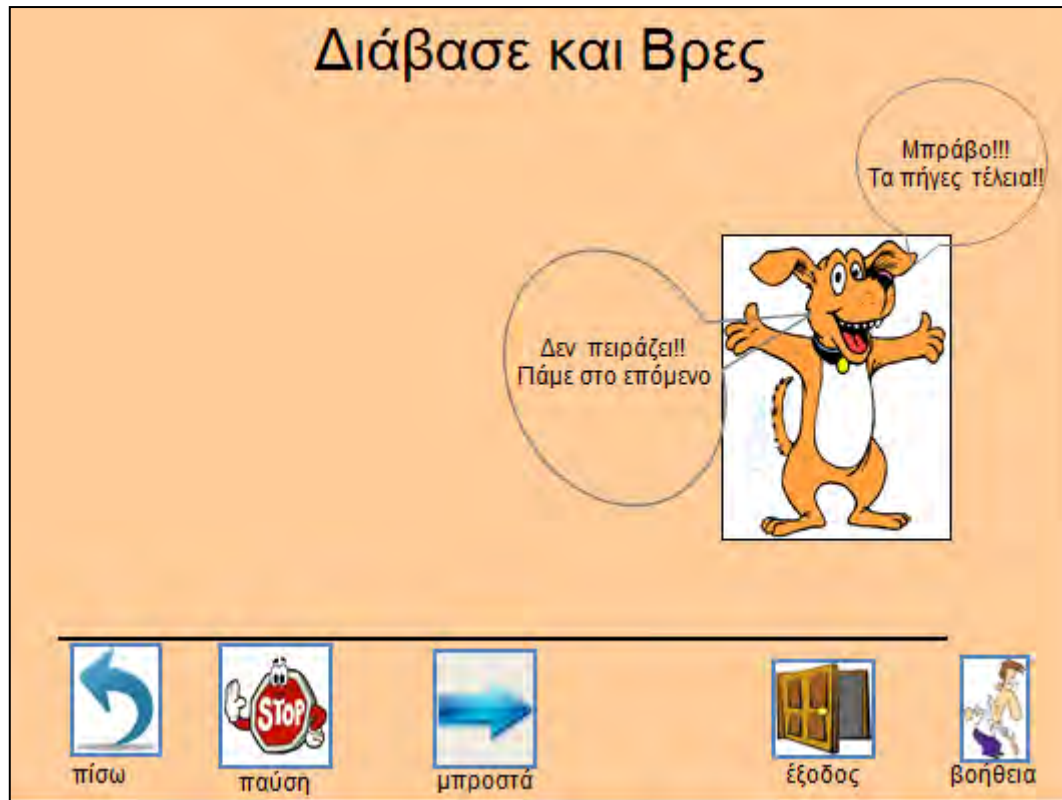 Διάβασε και Βρες
Μπράβο!!!
Τα πήγες τέλεια!!
Δεν πειράζει!!
Πάμε στο επόμενο
STOP
πίσω
παύση
μπροστά
έξοδος
βοήθεια